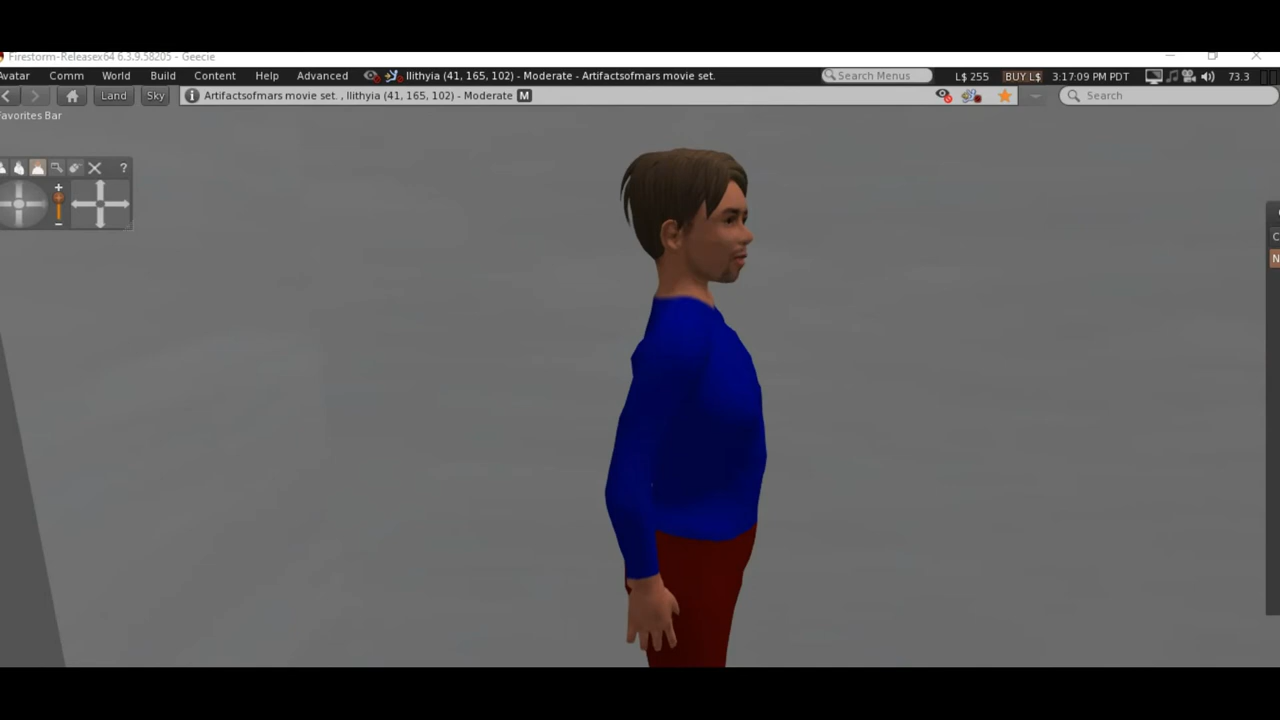 Firestorm-Releasex64 6.3.9.58205 - Geecie
Avatar Comm World Build Content Help Advanced Ilithyia (41, 165, 102) - Moderate - Artifactsofmars movie set. Search Menus L$ 255 BUY L$ 3:17:09 PM PDT 73.3
Land Sky Artifactsofmars movie set. , Ilithyia (41, 165, 102) - Moderate M Search
Favorites Bar
?
+
−
C
N